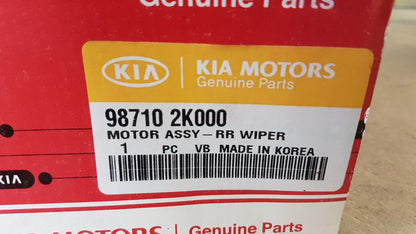 Genuine Parts
KIA KIA MOTORS
Genuine Parts
98710 2K000
MOTOR ASSY-RR WIPER
1 PC VB MADE IN KOREA
KIA
KIA MOTORS Genuine Parts